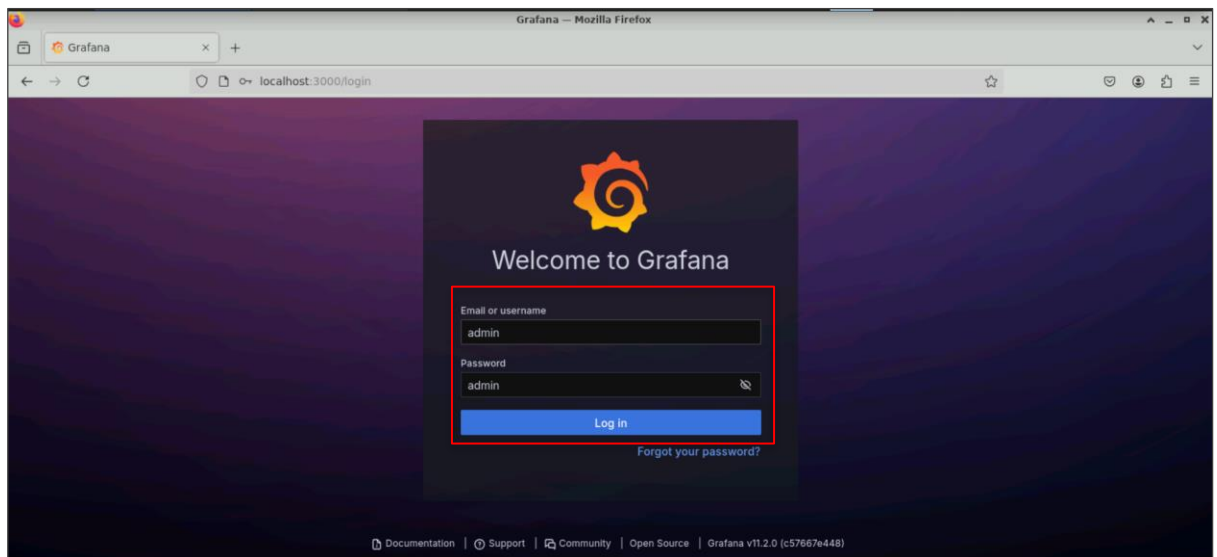 Grafana — Mozilla Firefox
Grafana
localhost:3000/login
Welcome to Grafana
Email or username
admin
Password
admin
Log in
Forgot your password?
Documentation | Support | Community | Open Source | Grafana v11.2.0 (c57667e448)